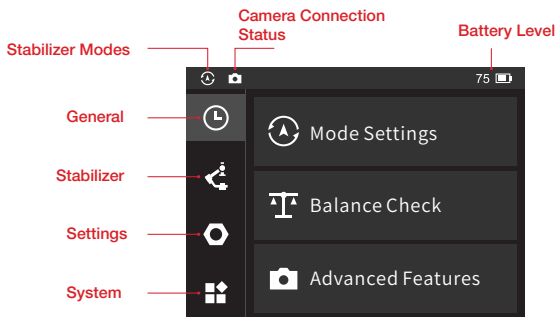 Camera Connection
Status
Battery Level
Stabilizer Modes
75
General
Mode Settings
Stabilizer
Balance Check
Settings
Advanced Features
System